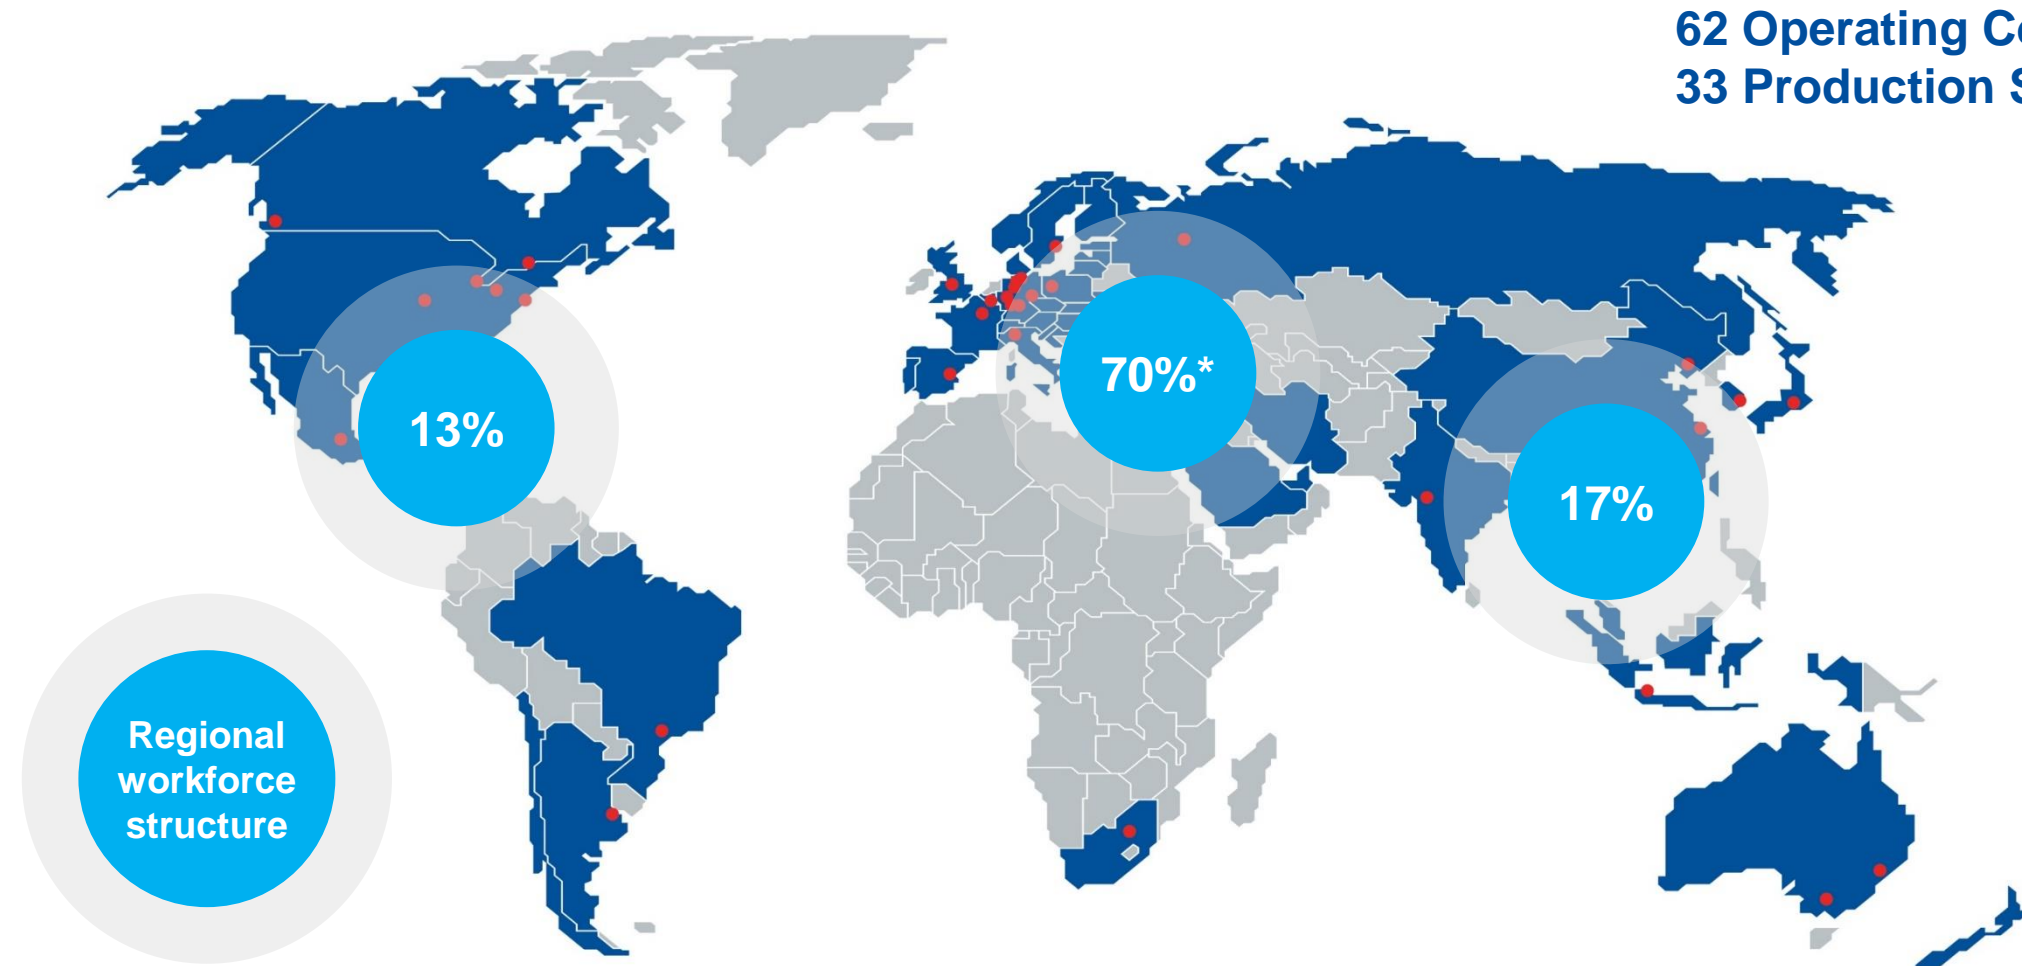 62 Operating
33 Production
70%*
13%
17%
Regional
workforce
structure